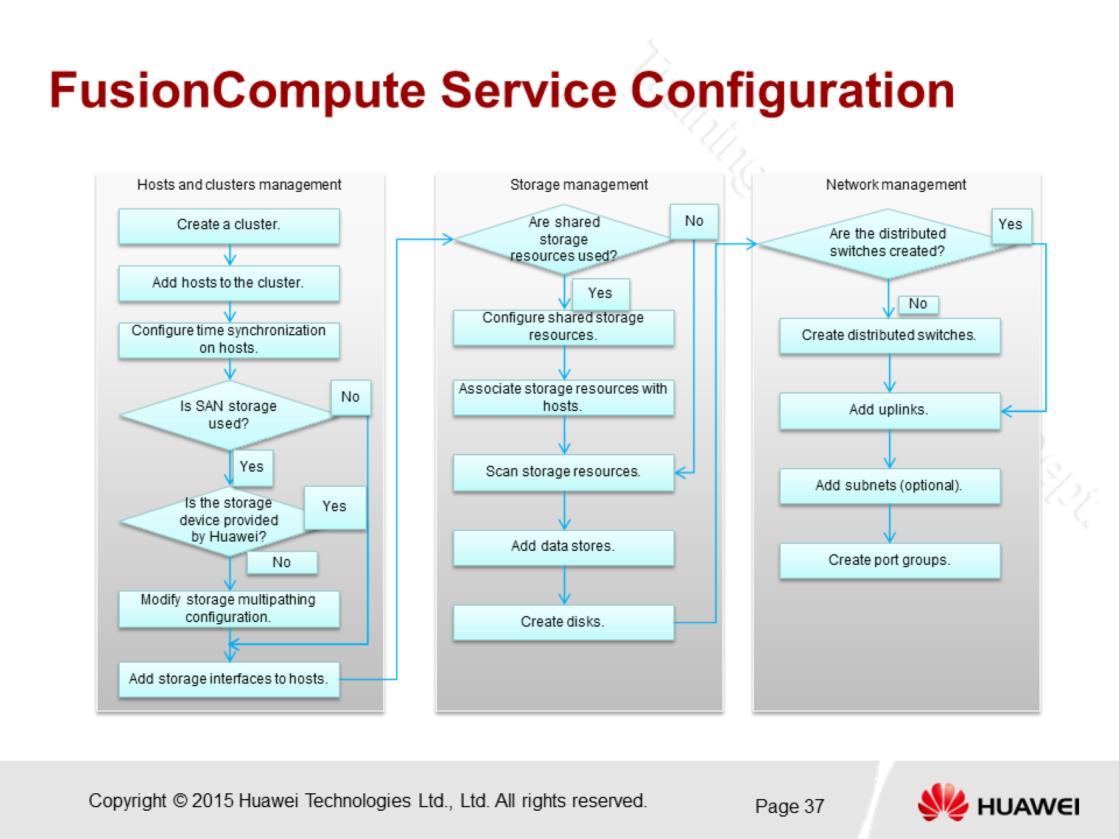 FusionCompute Service Configuration
Hosts and clusters management
Create a cluster.
Add hosts to the cluster.
Configure time synchronization
on hosts.
Is SAN storage
used?
No
Yes
Is the storage
device provided
by Huawei?
Yes
No
Modify storage multipathing
configuration.
Add storage interfaces to hosts.
Storage management
Are shared
storage
resources used?
No
Yes
Configure shared storage
resources.
Associate storage resources with
hosts.
Scan storage resources.
Add data stores.
Create disks.
Network management
Are the distributed
switches created?
Yes
No
Create distributed switches.
Add uplinks.
Add subnets (optional).
Create port groups.
Training
Dept.
Copyright © 2015 Huawei Technologies Ltd., Ltd. All rights reserved.
Page 37
HUAWEI